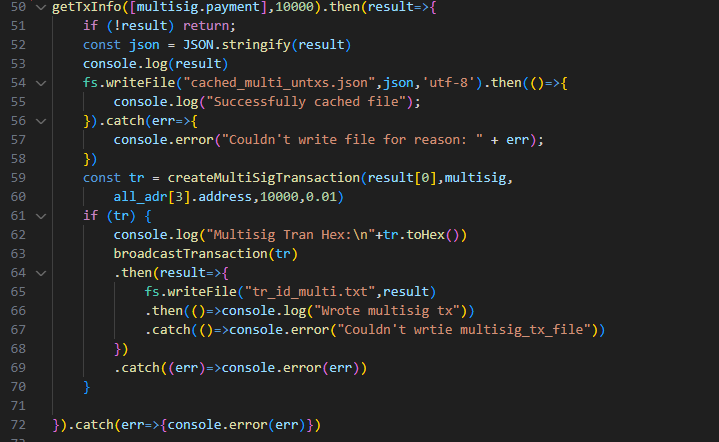 50 getTxInfo([multisig.payment],10000).then(result=>{
51 if (!result) return;
52 const json = JSON.stringify(result)
53 console.log(result)
54 fs.writeFile("cached_multi_untxs.json",json,'utf-8').then(()=>{
55 console.log("Successfully cached file");
56 }).catch(err=>{
57 console.error("Couldn't write file for reason: " + err);
58 })
59 const tr = createMultiSigTransaction(result[0],multisig,
60 all_adr[3].address,10000,0.01)
61 if (tr) {
62 console.log("Multisig Tran Hex:\n"+tr.toHex())
63 broadcastTransaction(tr)
64 .then(result=>{
65 fs.writeFile("tr_id_multi.txt",result)
66 .then(()=>console.log("Wrote multisig tx"))
67 .catch(()=>console.error("Couldn't wrtie multisig_tx_file"))
68 })
69 .catch((err)=>console.error(err))
70 }
71
72 }).catch(err=>{console.error(err)})